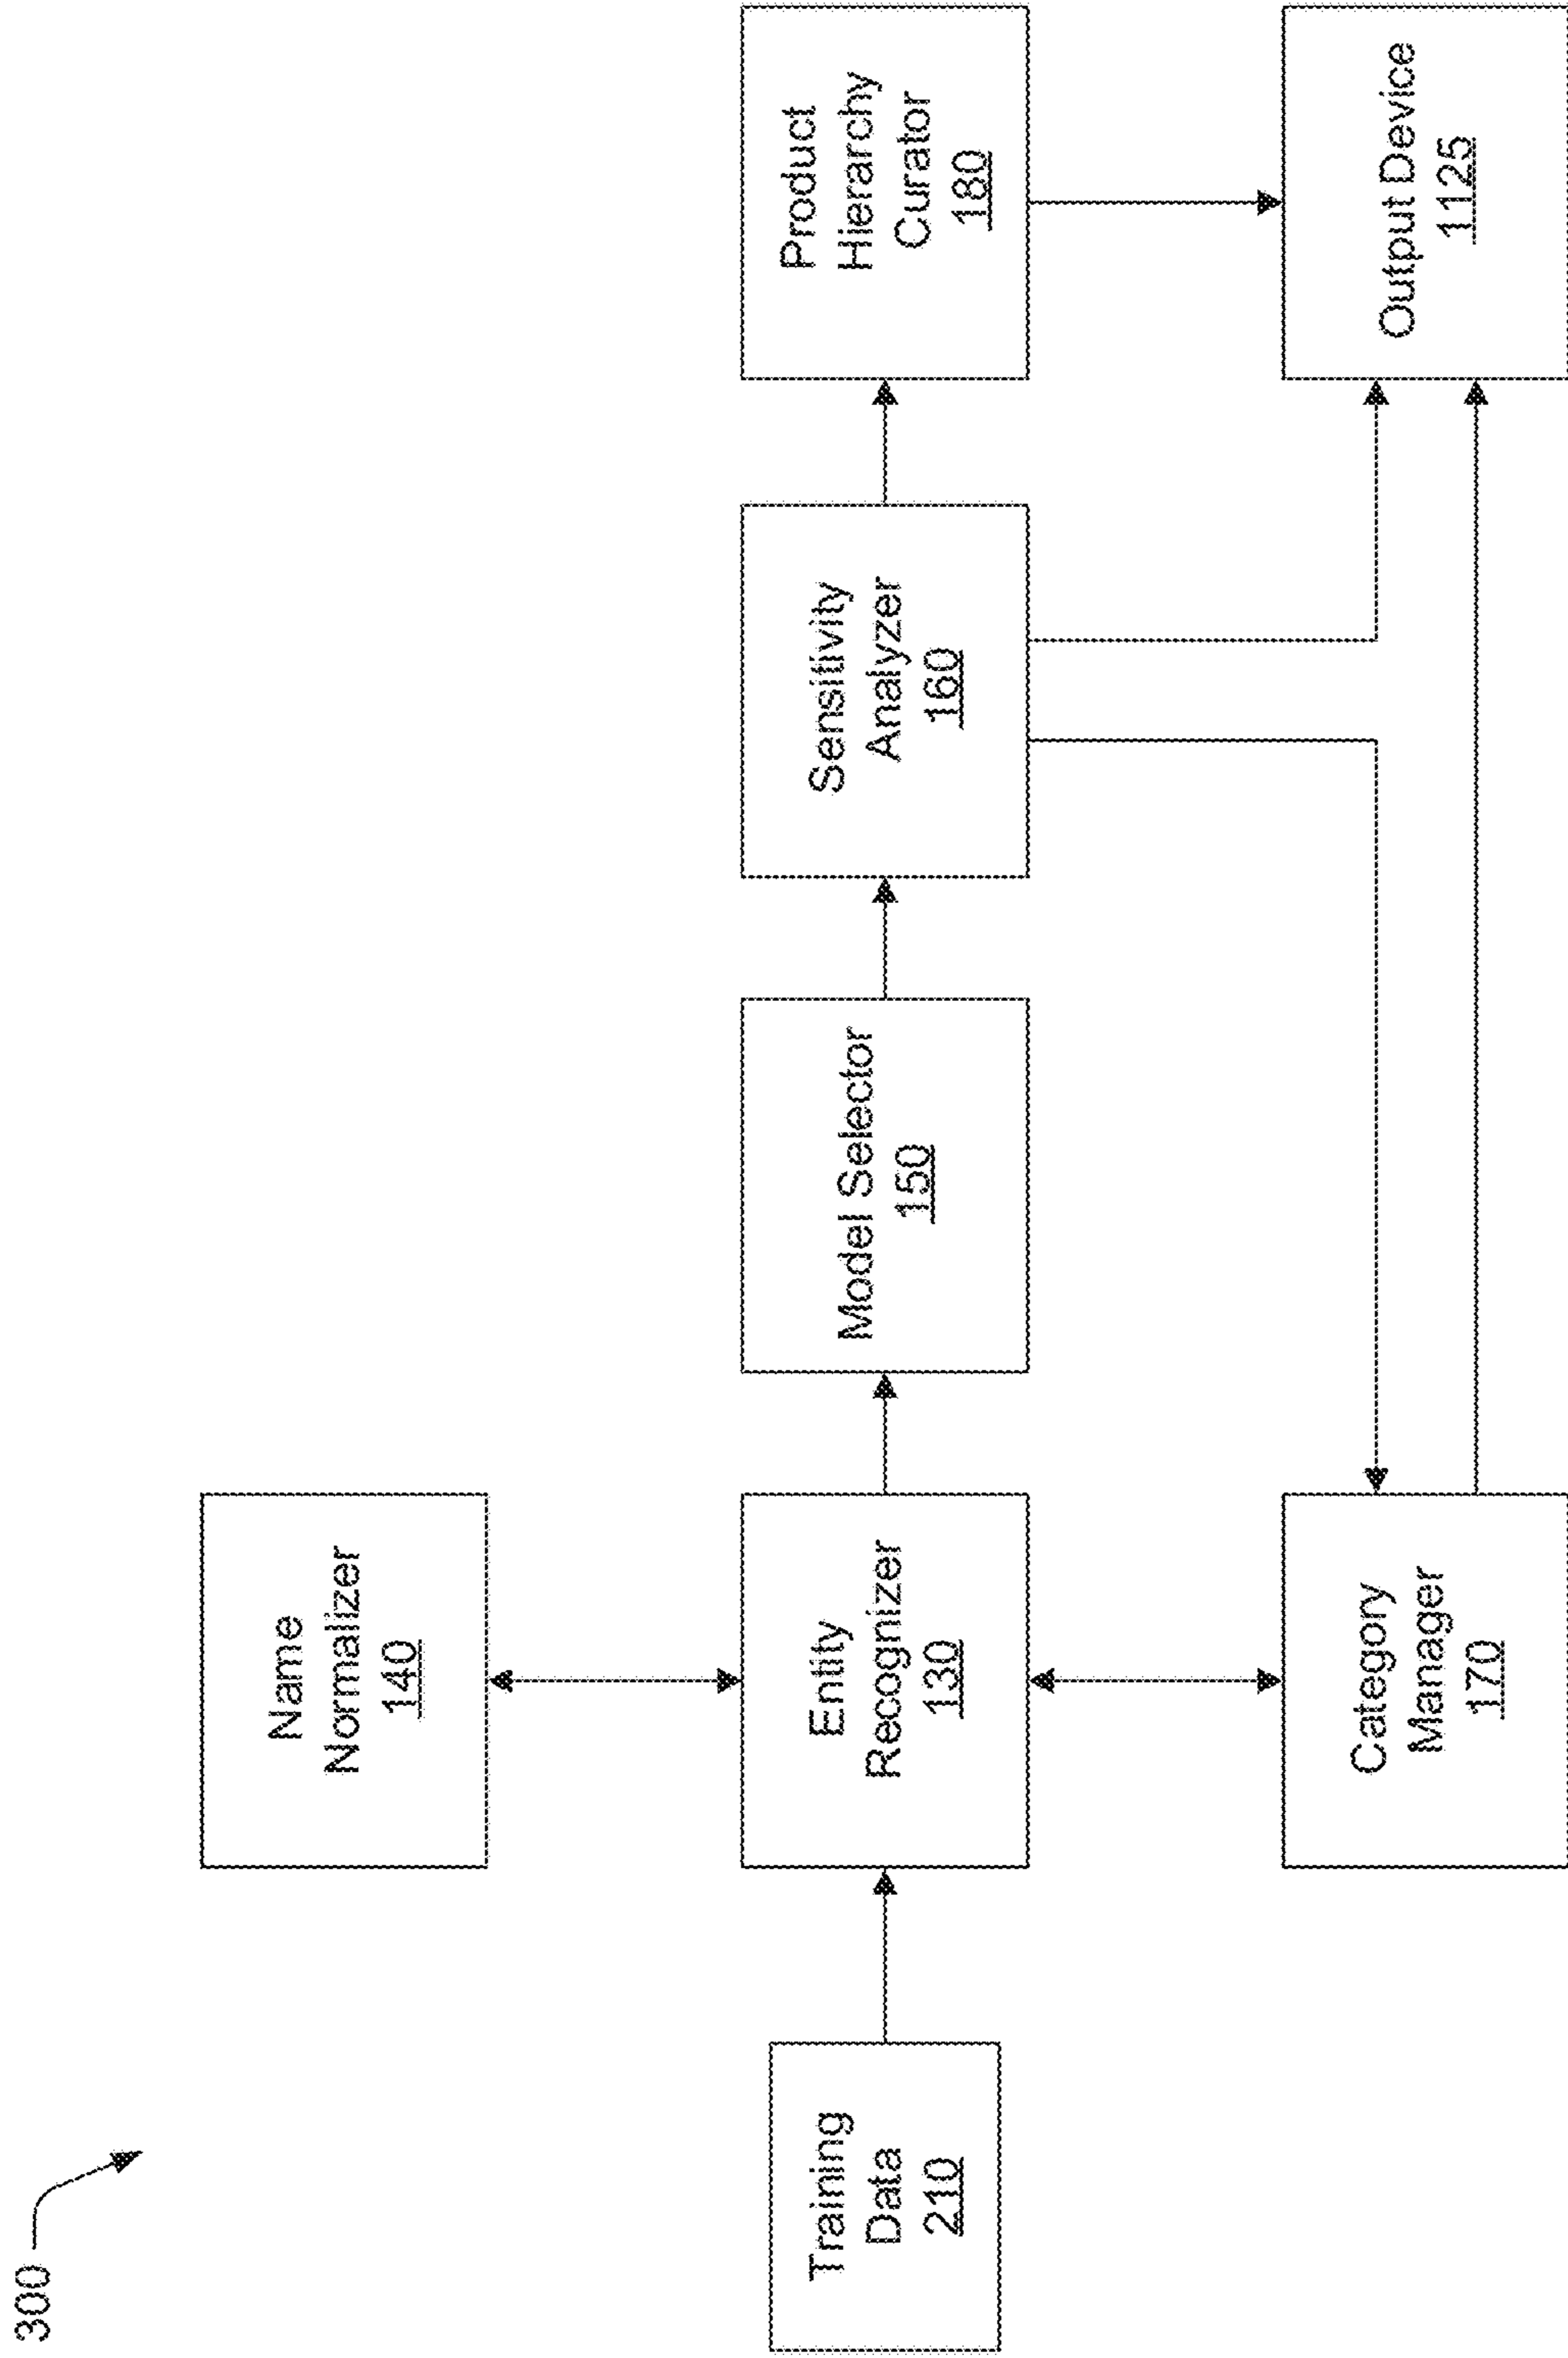 300
Name
Normalizer
140
Training
Data
210
Entity
Recognizer
130
Model Selector
150
Sensitivity
Analyzer
160
Product
Hierarchy
Curator
180
Category
Manager
170
Output Device
1125